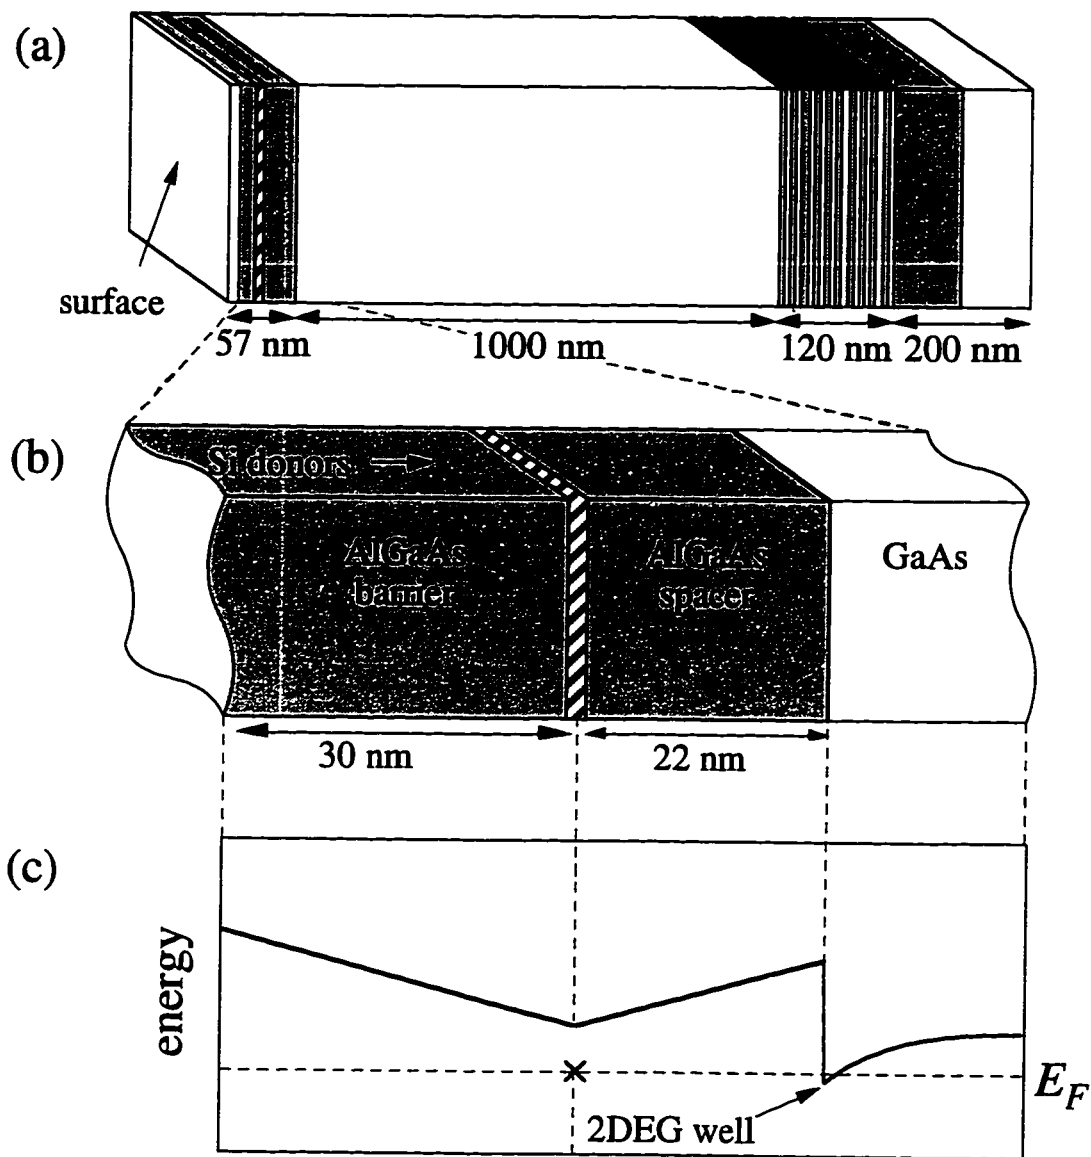 (a)
surface
57 nm
1000 nm
120 nm
200 nm
(b)
Si donors
AlGaAs
barrier
AlGaAs
spacer
GaAs
30 nm
22 nm
(c)
energy
E_F
2DEG well